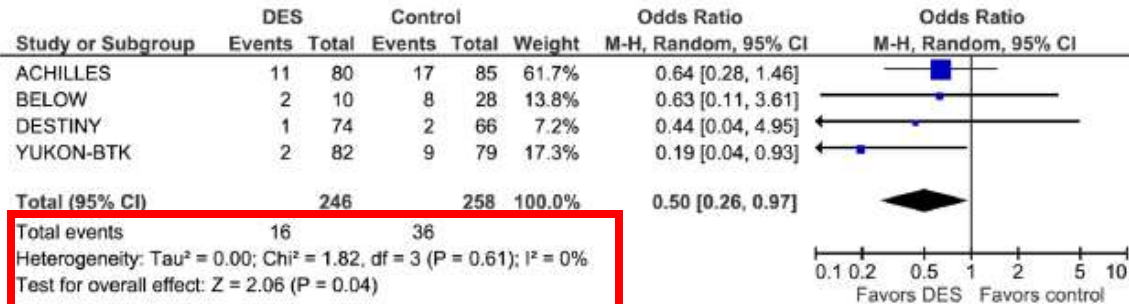 DES Control Odds Ratio Odds Ratio
Study or Subgroup Events Total Events Total Weight M-H, Random, 95% CI M-H, Random, 95% CI
ACHILLES 11 80 17 85 61.7% 0.64 [0.28, 1.46]
BELOW 2 10 8 28 13.8% 0.63 [0.11, 3.61]
DESTINY 1 74 2 66 7.2% 0.44 [0.04, 4.95]
YUKON-BTK 2 82 9 79 17.3% 0.19 [0.04, 0.93]
Total (95% CI) 246 258 100.0% 0.50 [0.26, 0.97]
Total events 16 36
Heterogeneity: Tau² = 0.00; Chi² = 1.82, df = 3 (P = 0.61); I² = 0%
Test for overall effect: Z = 2.06 (P = 0.04)
0.1 0.2 0.5 1 2 5 10
Favors DES Favors control